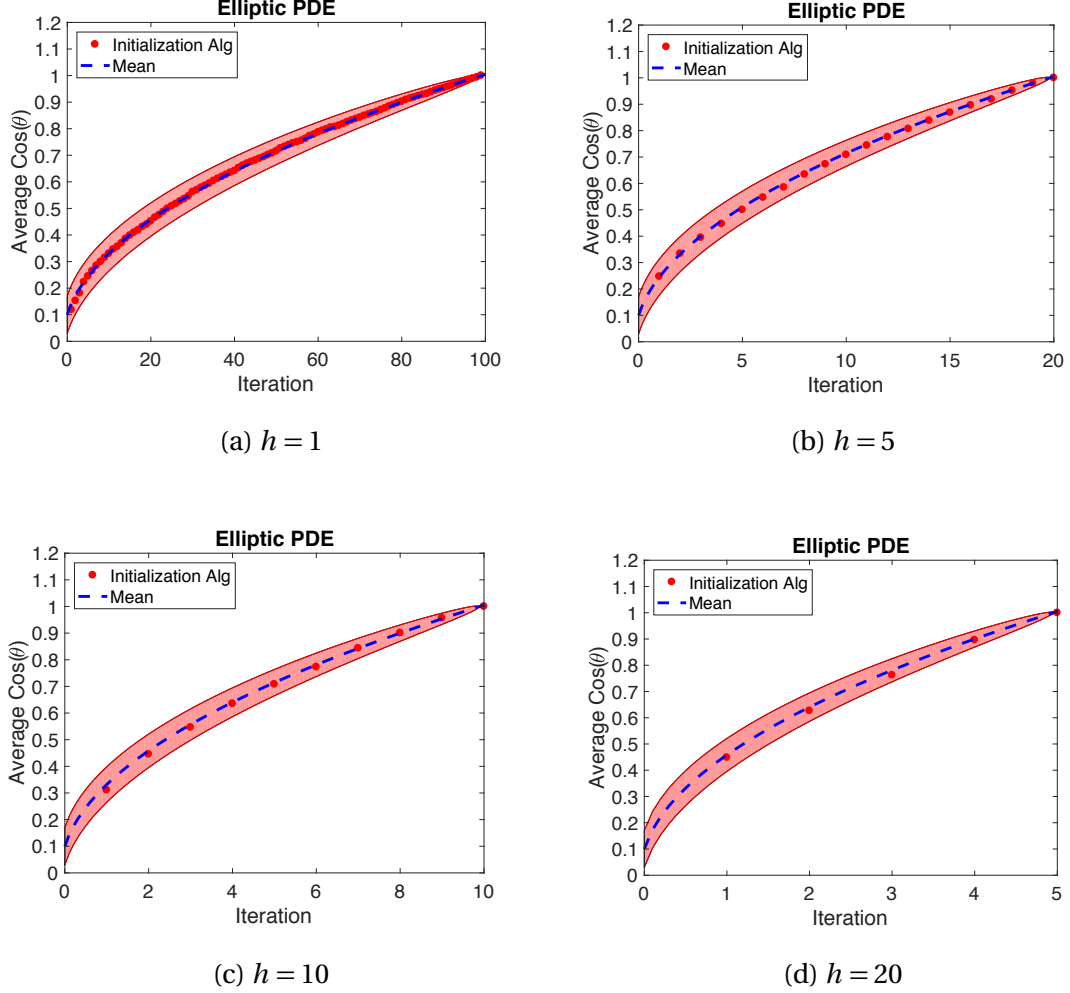 Elliptic PDE
Initialization Alg
Mean
1.2
1.1
1
0.9
0.8
0.7
0.6
0.5
0.4
0.3
0.2
0.1
0
Average Cos(θ)
0 20 40 60 80 100
Iteration
(a) h = 1
Elliptic PDE
Initialization Alg
Mean
1.2
1.1
1
0.9
0.8
0.7
0.6
0.5
0.4
0.3
0.2
0.1
0
Average Cos(θ)
0 5 10 15 20
Iteration
(b) h = 5
Elliptic PDE
Initialization Alg
Mean
1.2
1.1
1
0.9
0.8
0.7
0.6
0.5
0.4
0.3
0.2
0.1
0
Average Cos(θ)
0 2 4 6 8 10
Iteration
(c) h = 10
Elliptic PDE
Initialization Alg
Mean
1.2
1.1
1
0.9
0.8
0.7
0.6
0.5
0.4
0.3
0.2
0.1
0
Average Cos(θ)
0 1 2 3 4 5
Iteration
(d) h = 20